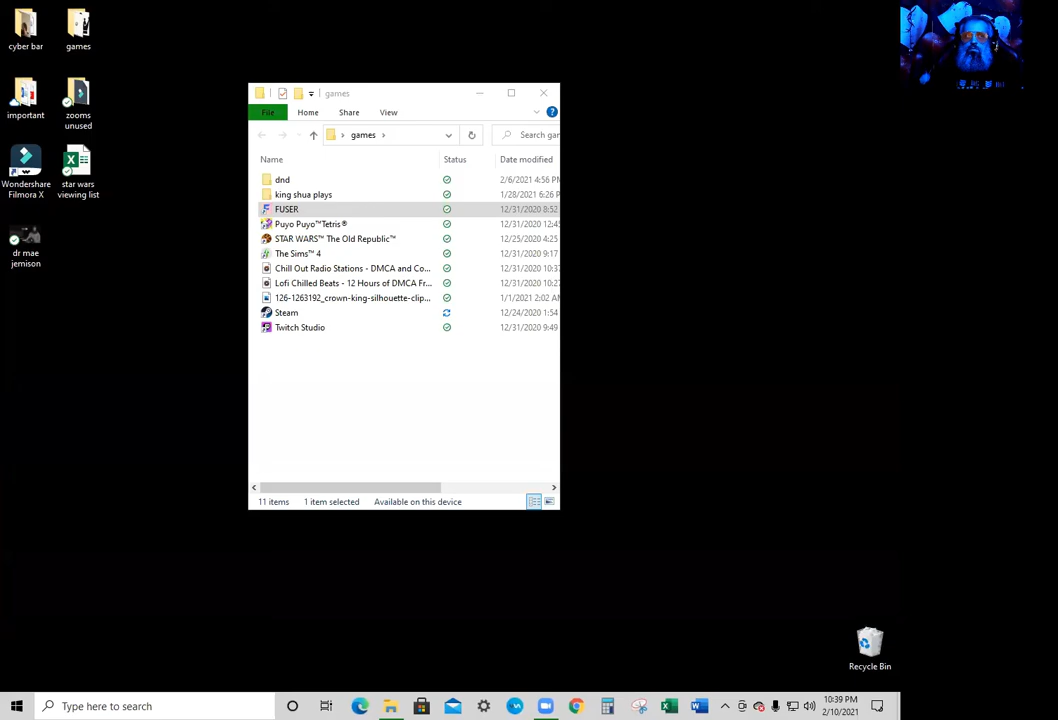 cyber bar
games
important
zooms
unused
Wondershare
Filmora X
star wars
viewing list
dr mae
jemison
games
File Home Share View
games
Search gam
Name Status Date modified
dnd 2/6/2021 4:56 PM
king shua plays 1/28/2021 6:26 P
FUSER 12/31/2020 8:52
Puyo Puyo™Tetris® 12/31/2020 12:45
STAR WARS™ The Old Republic™ 12/25/2020 4:25
The Sims™ 4 12/31/2020 9:17
Chill Out Radio Stations - DMCA and Co... 12/31/2020 10:37
Lofi Chilled Beats - 12 Hours of DMCA Fr... 12/31/2020 10:27
126-1263192_crown-king-silhouette-clip... 1/1/2021 2:02 AM
Steam 12/24/2020 1:54
Twitch Studio 12/31/2020 9:49
11 items 1 item selected Available on this device
Recycle Bin
Type here to search
10:39 PM
2/10/2021